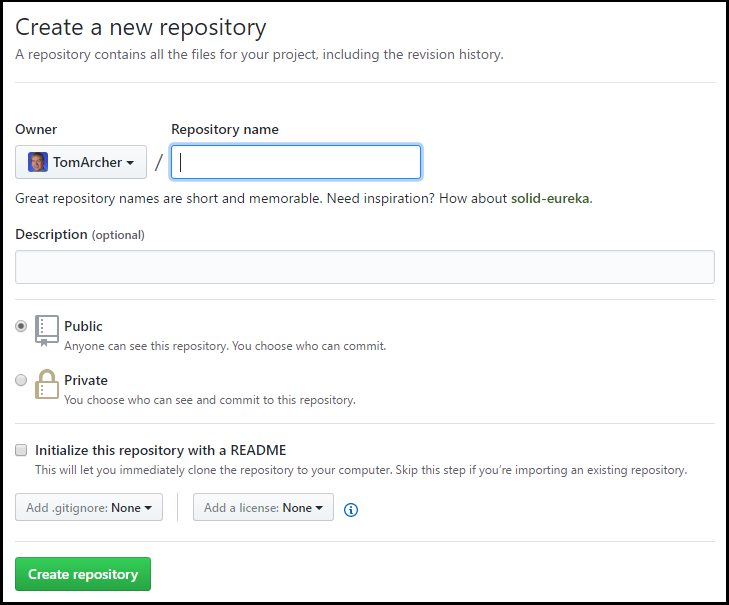 Create a new repository
A repository contains all the files for your project, including the revision history.
Owner Repository name
TomArcher /
Great repository names are short and memorable. Need inspiration? How about solid-eureka.
Description (optional)
Public
Anyone can see this repository. You choose who can commit.
Private
You choose who can see and commit to this repository.
Initialize this repository with a README
This will let you immediately clone the repository to your computer. Skip this step if you’re importing an existing repository.
Add .gitignore: None Add a license: None
Create repository